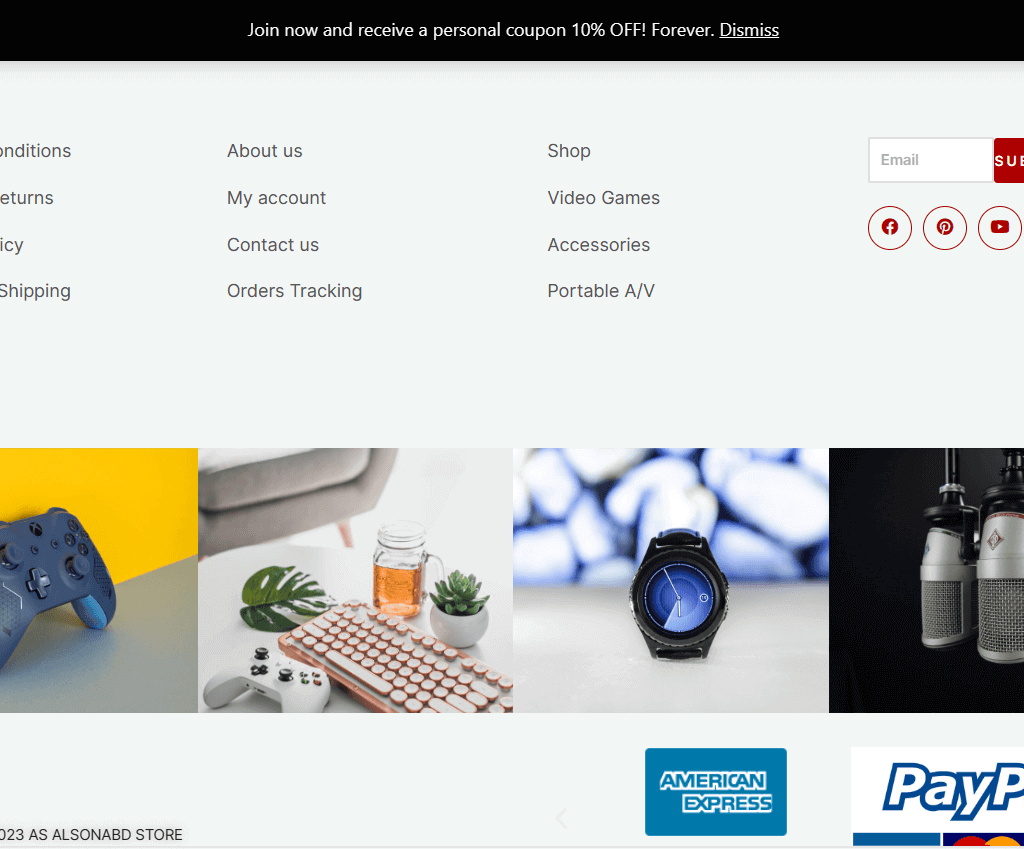 Join now and receive a personal coupon 10% OFF! Forever. Dismiss
onditions
eturns
icy
Shipping
About us
My account
Contact us
Orders Tracking
Shop
Video Games
Accessories
Portable A/V
Email
SUB
AMERICAN
EXPRESS
PayP
023 AS ALSONABD STORE